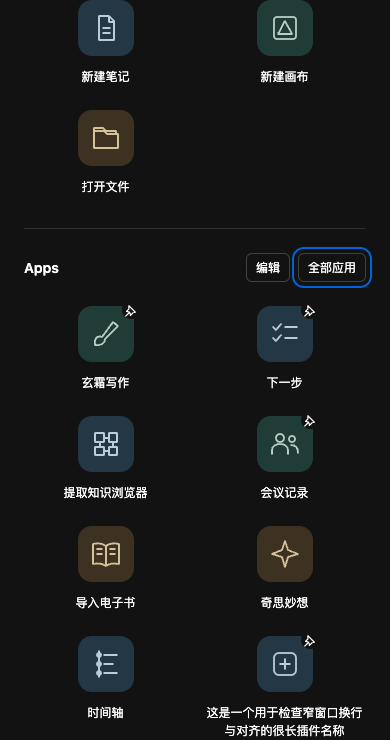 新建笔记
新建画布
打开文件
Apps
编辑
全部应用
玄霜写作
下一步
提取知识浏览器
会议记录
导入电子书
奇思妙想
时间轴
这是一个用于检查窄窗口换行
与对齐的很长插件名称